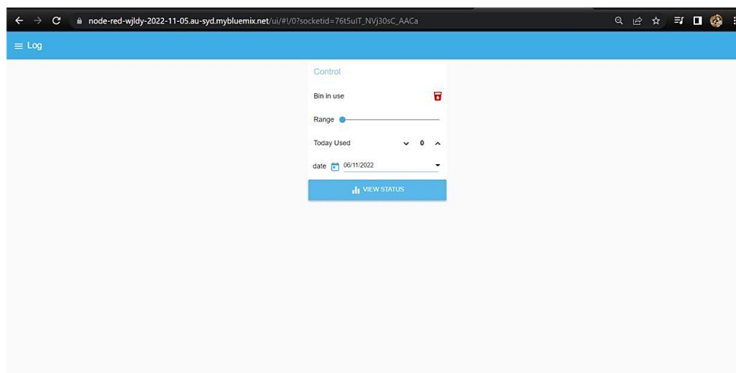 node-red-wjldy-2022-11-05.au-syd.mybluemix.net/ui/#!/0?socketid=76t5uIT_NVj30sC_AACa
Log
Control
Bin in use
Range
Today Used 0
date 06/11/2022
VIEW STATUS